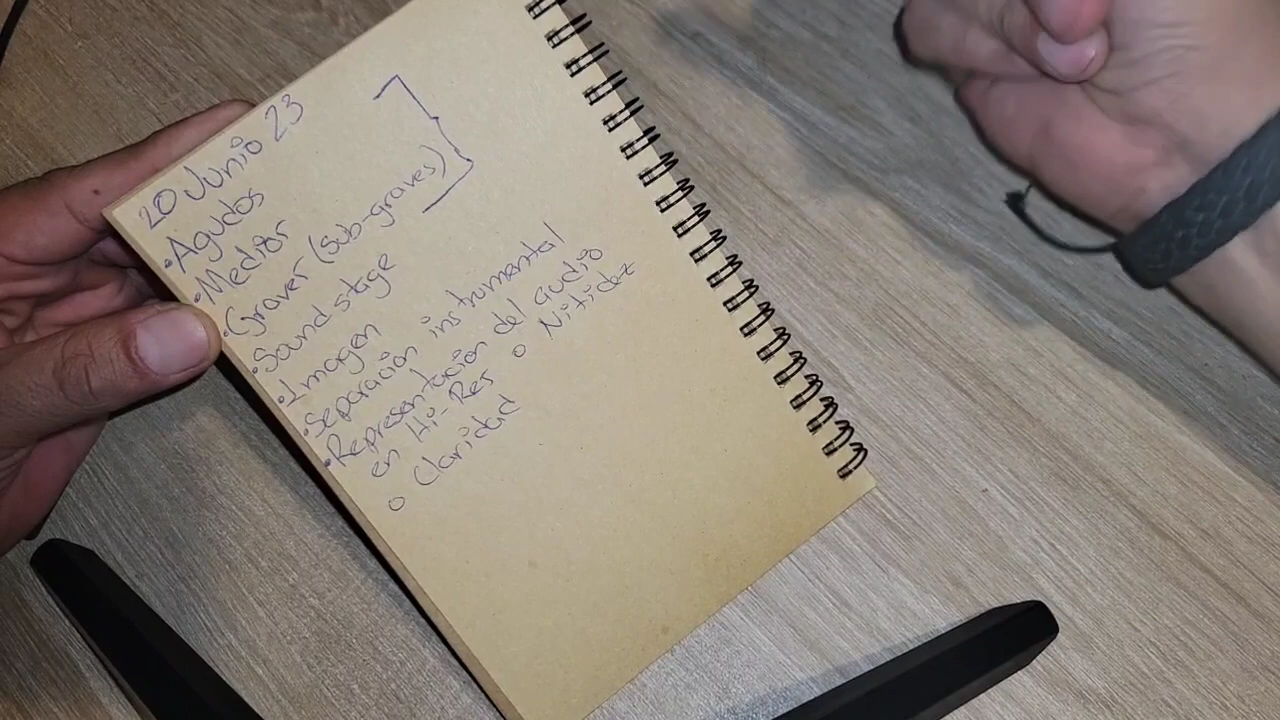 20 Junio 23
• Agudos
• Medios
• Graves (sub-graves)
• Sound stage
• Imagen
• Separación instrumental
• Representación del audio
en Hi-Res o Nitidez
o Claridad